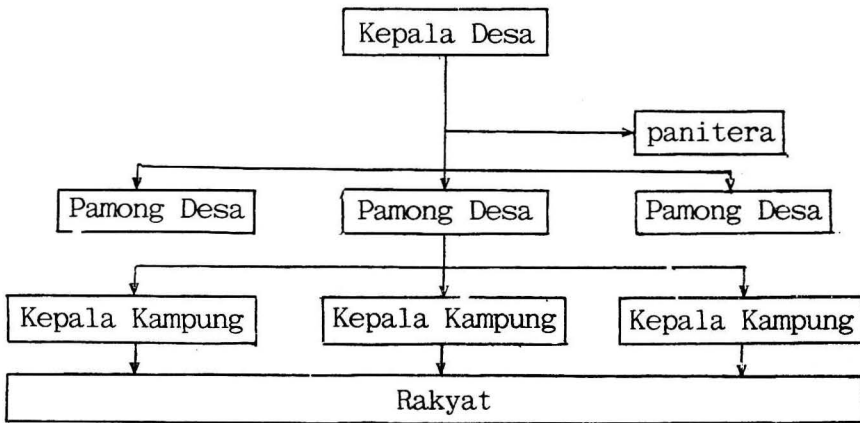 Kepala Desa
panitera
Pamong Desa Pamong Desa Pamong Desa
Kepala Kampung Kepala Kampung Kepala Kampung
Rakyat